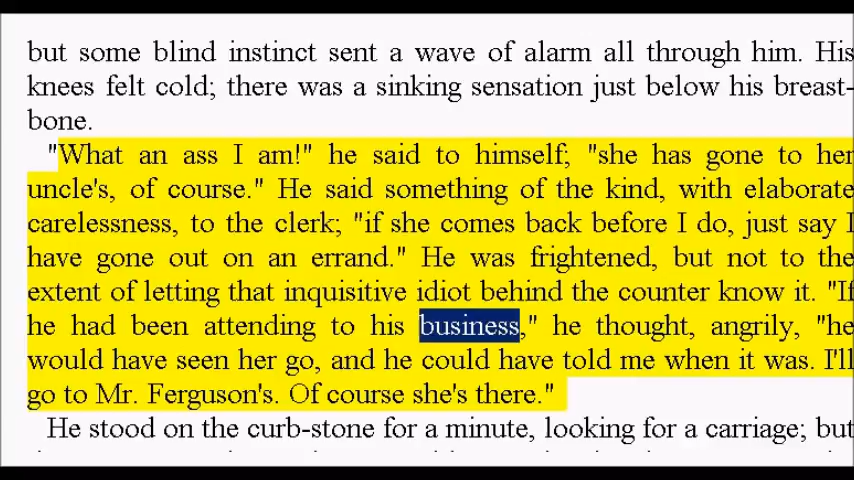 but some blind instinct sent a wave of alarm all through him. His
knees felt cold; there was a sinking sensation just below his breast-
bone.
"What an ass I am!" he said to himself; "she has gone to her
uncle's, of course." He said something of the kind, with elaborate
carelessness, to the clerk; "if she comes back before I do, just say I
have gone out on an errand." He was frightened, but not to the
extent of letting that inquisitive idiot behind the counter know it. "If
he had been attending to his business," he thought, angrily, "he
would have seen her go, and he could have told me when it was. I'll
go to Mr. Ferguson's. Of course she's there."
He stood on the curb-stone for a minute, looking for a carriage; but